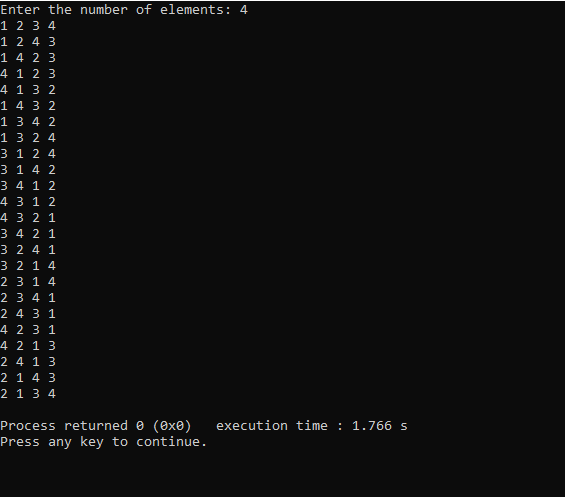 Enter the number of elements: 4
1 2 3 4
1 2 4 3
1 4 2 3
4 1 2 3
4 1 3 2
1 4 3 2
1 3 4 2
1 3 2 4
3 1 2 4
3 1 4 2
3 4 1 2
4 3 1 2
4 3 2 1
3 4 2 1
3 2 4 1
3 2 1 4
2 3 1 4
2 3 4 1
2 4 3 1
4 2 3 1
4 2 1 3
2 4 1 3
2 1 4 3
2 1 3 4
Process returned 0 (0x0)   execution time : 1.766 s
Press any key to continue.